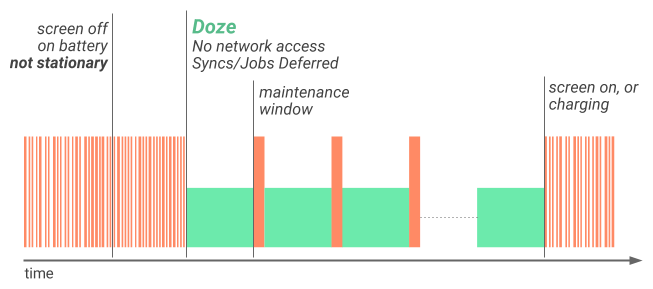 screen off
on battery
not stationary
Doze
No network access
Syncs/Jobs Deferred
maintenance
window
screen on, or
charging
time